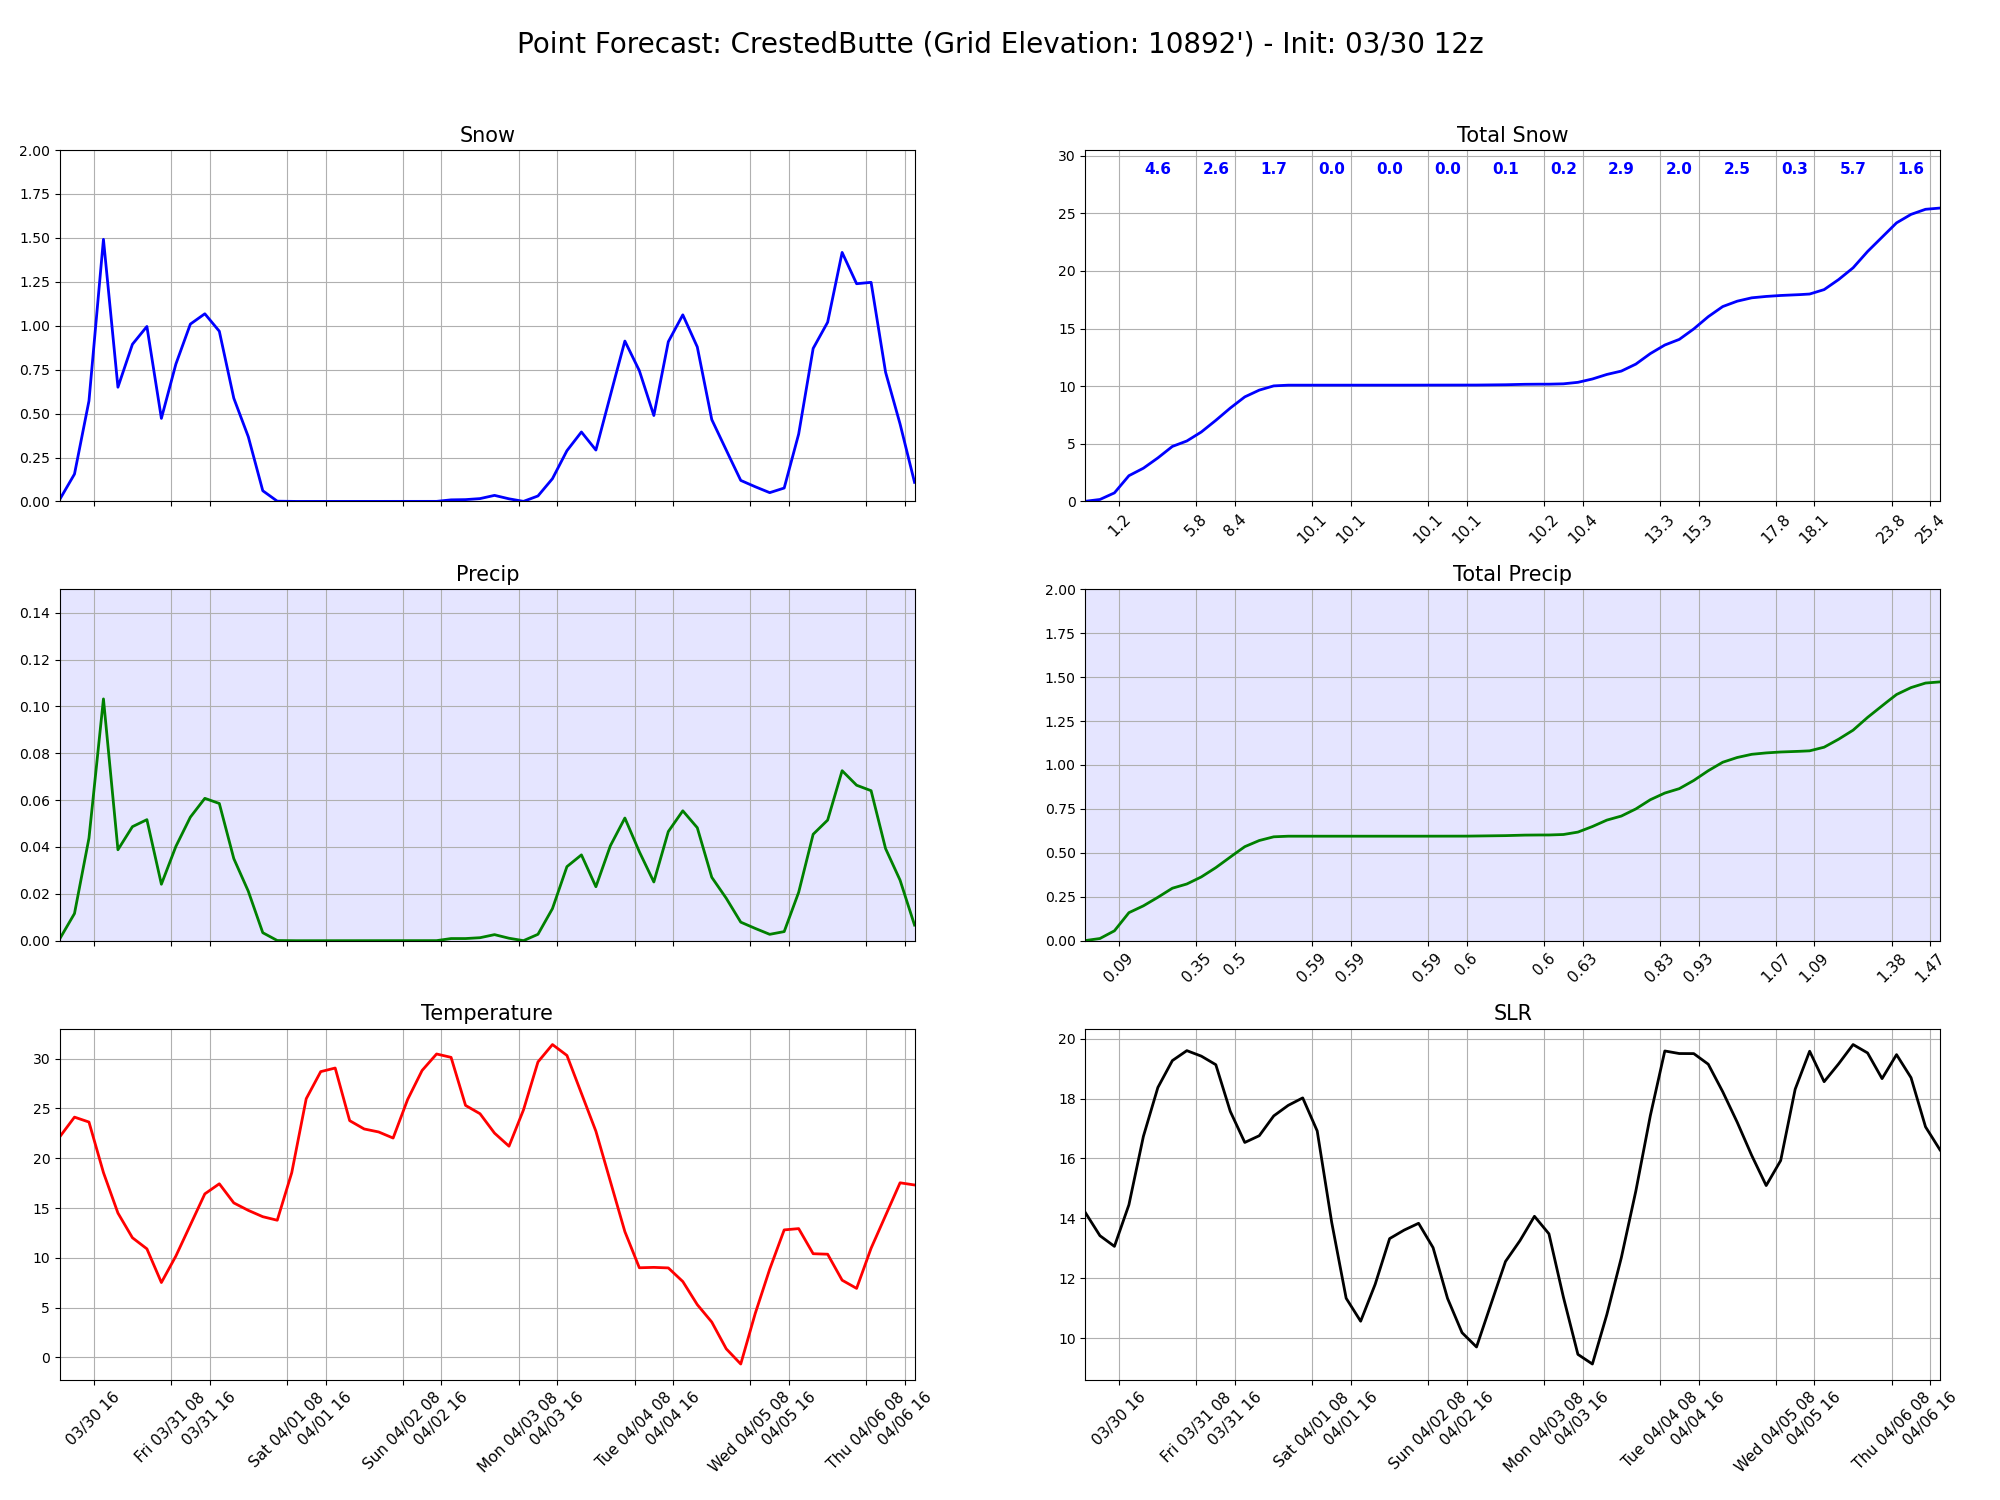 Point Forecast: CrestedButte (Grid Elevation: 10892') - Init: 03/30 12z
Snow
2.00
1.75
1.50
1.25
1.00
0.75
0.50
0.25
0.00
Total Snow
30
25
20
15
10
5
0
4.6 2.6 1.7 0.0 0.0 0.0 0.1 0.2 2.9 2.0 2.5 0.3 5.7 1.6
1.2 5.8 8.4 10.1 10.1 10.1 10.1 10.2 10.4 13.3 15.3 17.8 18.1 23.8 25.4
Precip
0.14
0.12
0.10
0.08
0.06
0.04
0.02
0.00
Total Precip
2.00
1.75
1.50
1.25
1.00
0.75
0.50
0.25
0.00
0.09 0.35 0.5 0.59 0.59 0.59 0.6 0.6 0.63 0.83 0.93 1.07 1.09 1.38 1.47
Temperature
30
25
20
15
10
5
0
03/30 16
Fri 03/31 08
03/31 16
Sat 04/01 08
04/01 16
Sun 04/02 08
04/02 16
Mon 04/03 08
04/03 16
Tue 04/04 08
04/04 16
Wed 04/05 08
04/05 16
Thu 04/06 08
04/06 16
SLR
20
18
16
14
12
10
03/30 16
Fri 03/31 08
03/31 16
Sat 04/01 08
04/01 16
Sun 04/02 08
04/02 16
Mon 04/03 08
04/03 16
Tue 04/04 08
04/04 16
Wed 04/05 08
04/05 16
Thu 04/06 08
04/06 16